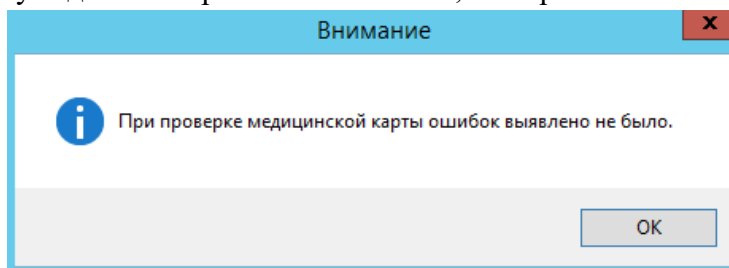 Внимание
x
При проверке медицинской карты ошибок выявлено не было.
OK